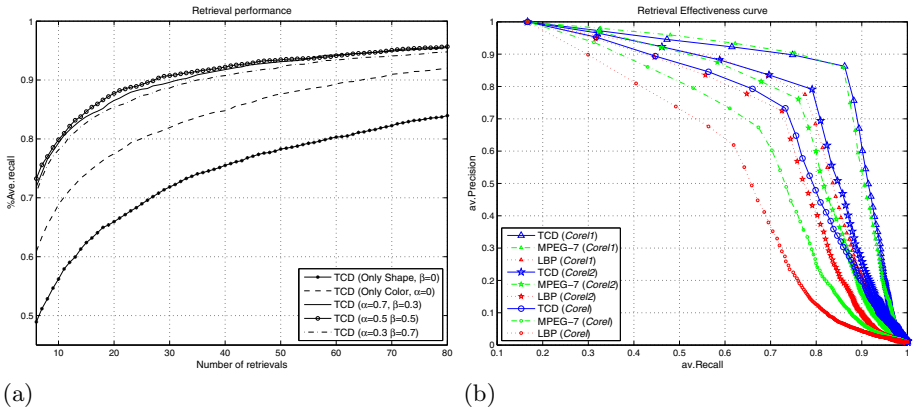 Retrieval performance
1
0.9
0.8
0.7
0.6
0.5
%Ave.recall
10 20 30 40 50 60 70 80
Number of retrievals
TCD (Only Shape, β=0)
TCD (Only Color, α=0)
TCD (α=0.7, β=0.3)
TCD (α=0.5 β=0.5)
TCD (α=0.3 β=0.7)
(a)
Retrieval Effectiveness curve
1
0.9
0.8
0.7
0.6
0.5
0.4
0.3
0.2
0.1
0
av.Precision
0.1 0.2 0.3 0.4 0.5 0.6 0.7 0.8 0.9 1
av.Recall
TCD (Corel1)
MPEG−7 (Corel1)
LBP (Corel1)
TCD (Corel2)
MPEG−7 (Corel2)
LBP (Corel2)
TCD (Corel)
MPEG−7 (Corel)
LBP (Corel)
(b)